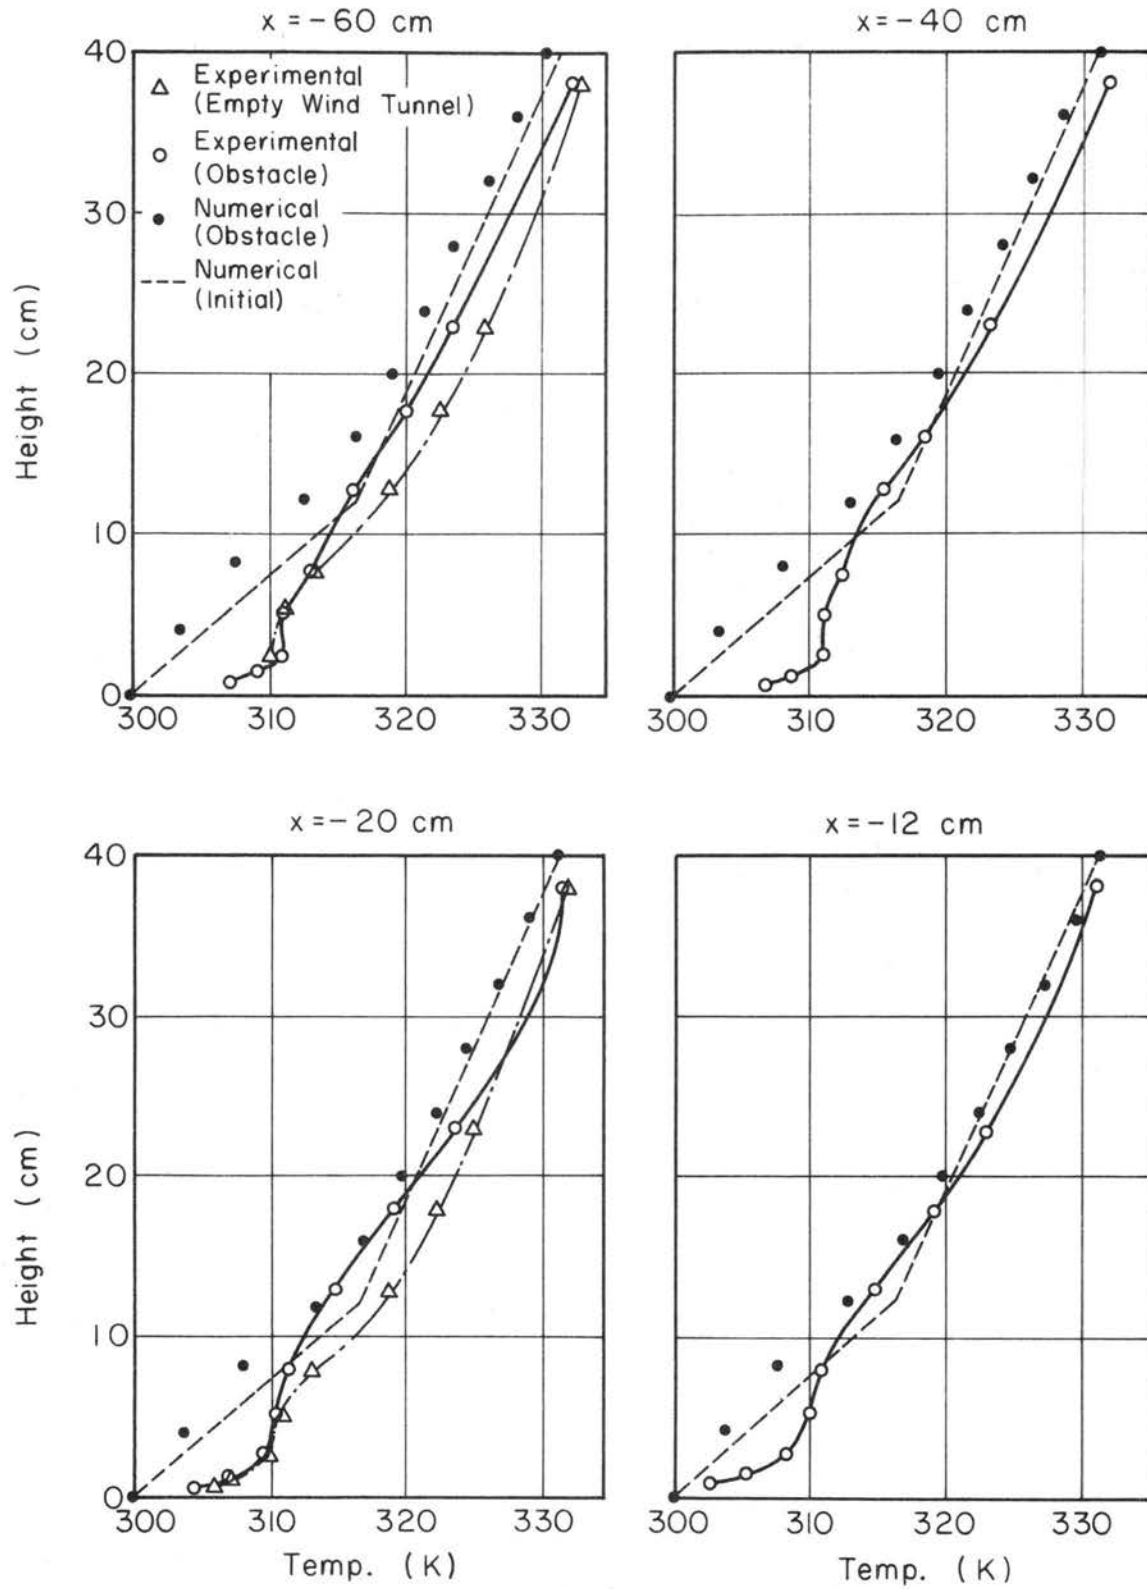 x = - 60 cm
x = - 40 cm
40
30
20
10
0
Height (cm)
Experimental
(Empty Wind Tunnel)
Experimental
(Obstacle)
Numerical
(Obstacle)
Numerical
(Initial)
300 310 320 330
300 310 320 330
x = - 20 cm
x = - 12 cm
40
30
20
10
0
Height (cm)
300 310 320 330
300 310 320 330
Temp. (K)
Temp. (K)